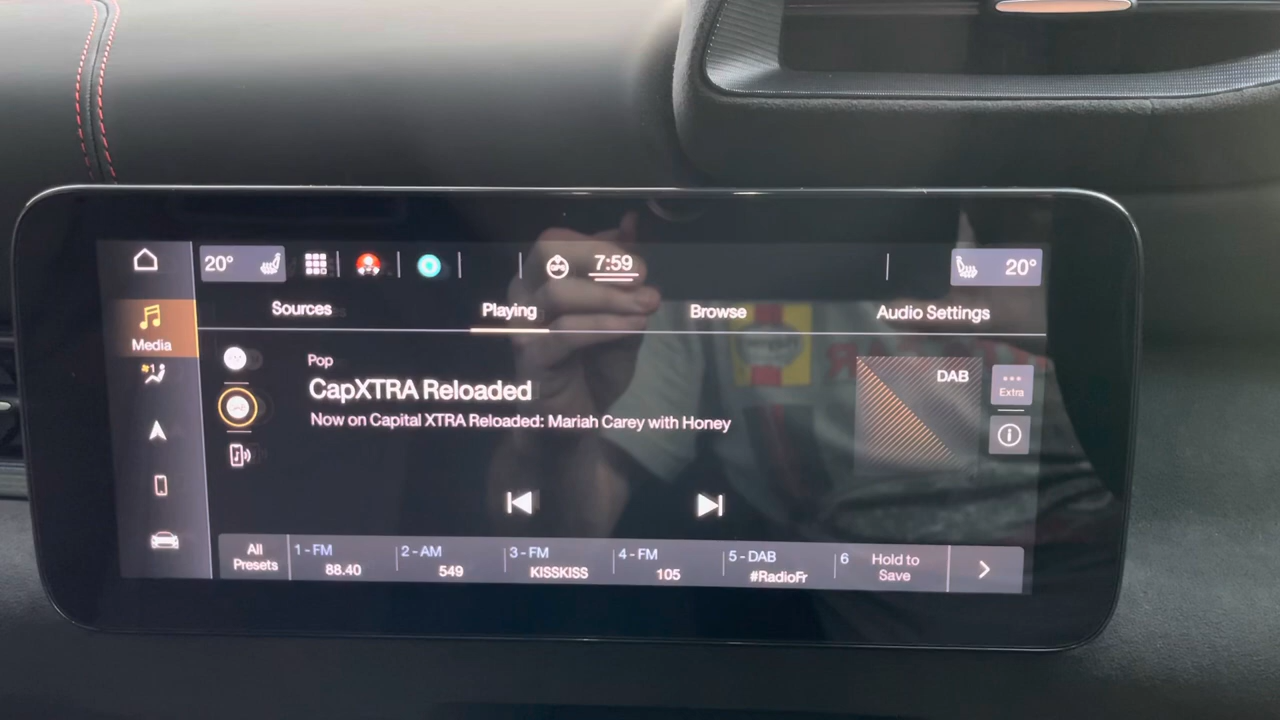 20°
GPS
7:59
20°
Sources
Playing
Browse
Audio Settings
Media
Pop
CapXTRA Reloaded
Now on Capital XTRA Reloaded: Mariah Carey with Honey
DAB
Extra
All Presets
1 - FM
88.40
2 - AM
549
3 - FM
KISSKISS
4 - FM
105
5 - DAB
#RadioFr
6
Hold to
Save